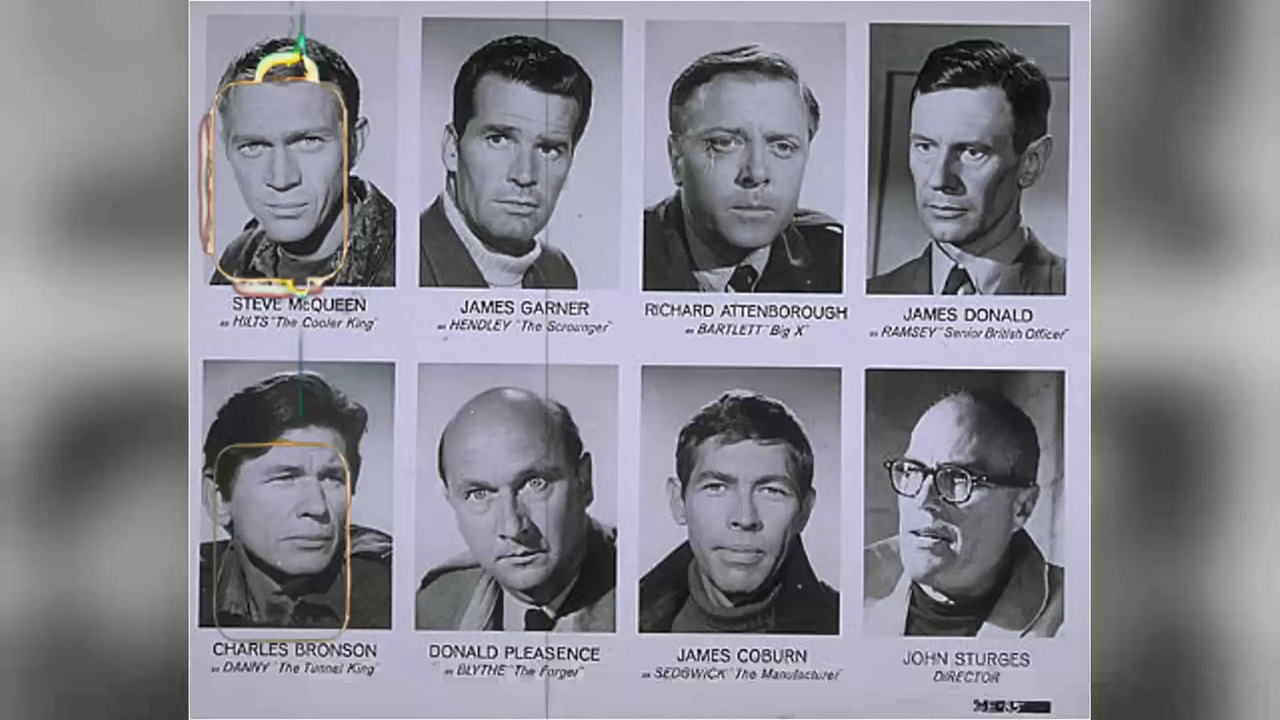 STEVE McQUEEN
as HILTS "The Cooler King"
JAMES GARNER
as HENDLEY "The Scrounger"
RICHARD ATTENBOROUGH
as BARTLETT "Big X"
JAMES DONALD
as RAMSEY "Senior British Officer"
CHARLES BRONSON
as DANNY "The Tunnel King"
DONALD PLEASENCE
as BLYTHE "The Forger"
JAMES COBURN
as SEDGWICK "The Manufacturer"
JOHN STURGES
DIRECTOR